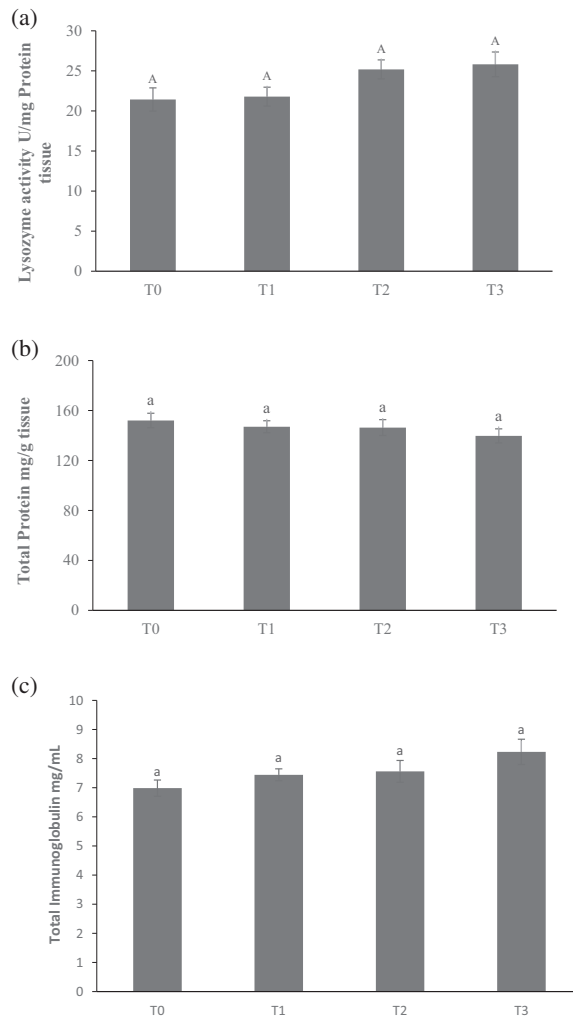 (a)
Lysozyme activity U/mg Protein
tissue
30
25
20
15
10
5
0
A
A
A
A
T0
T1
T2
T3
(b)
Total Protein mg/g tissue
200
160
120
80
40
0
a
a
a
a
T0
T1
T2
T3
(c)
Total Immunoglobulin mg/mL
10
9
8
7
6
5
4
3
2
1
0
a
a
a
a
T0
T1
T2
T3